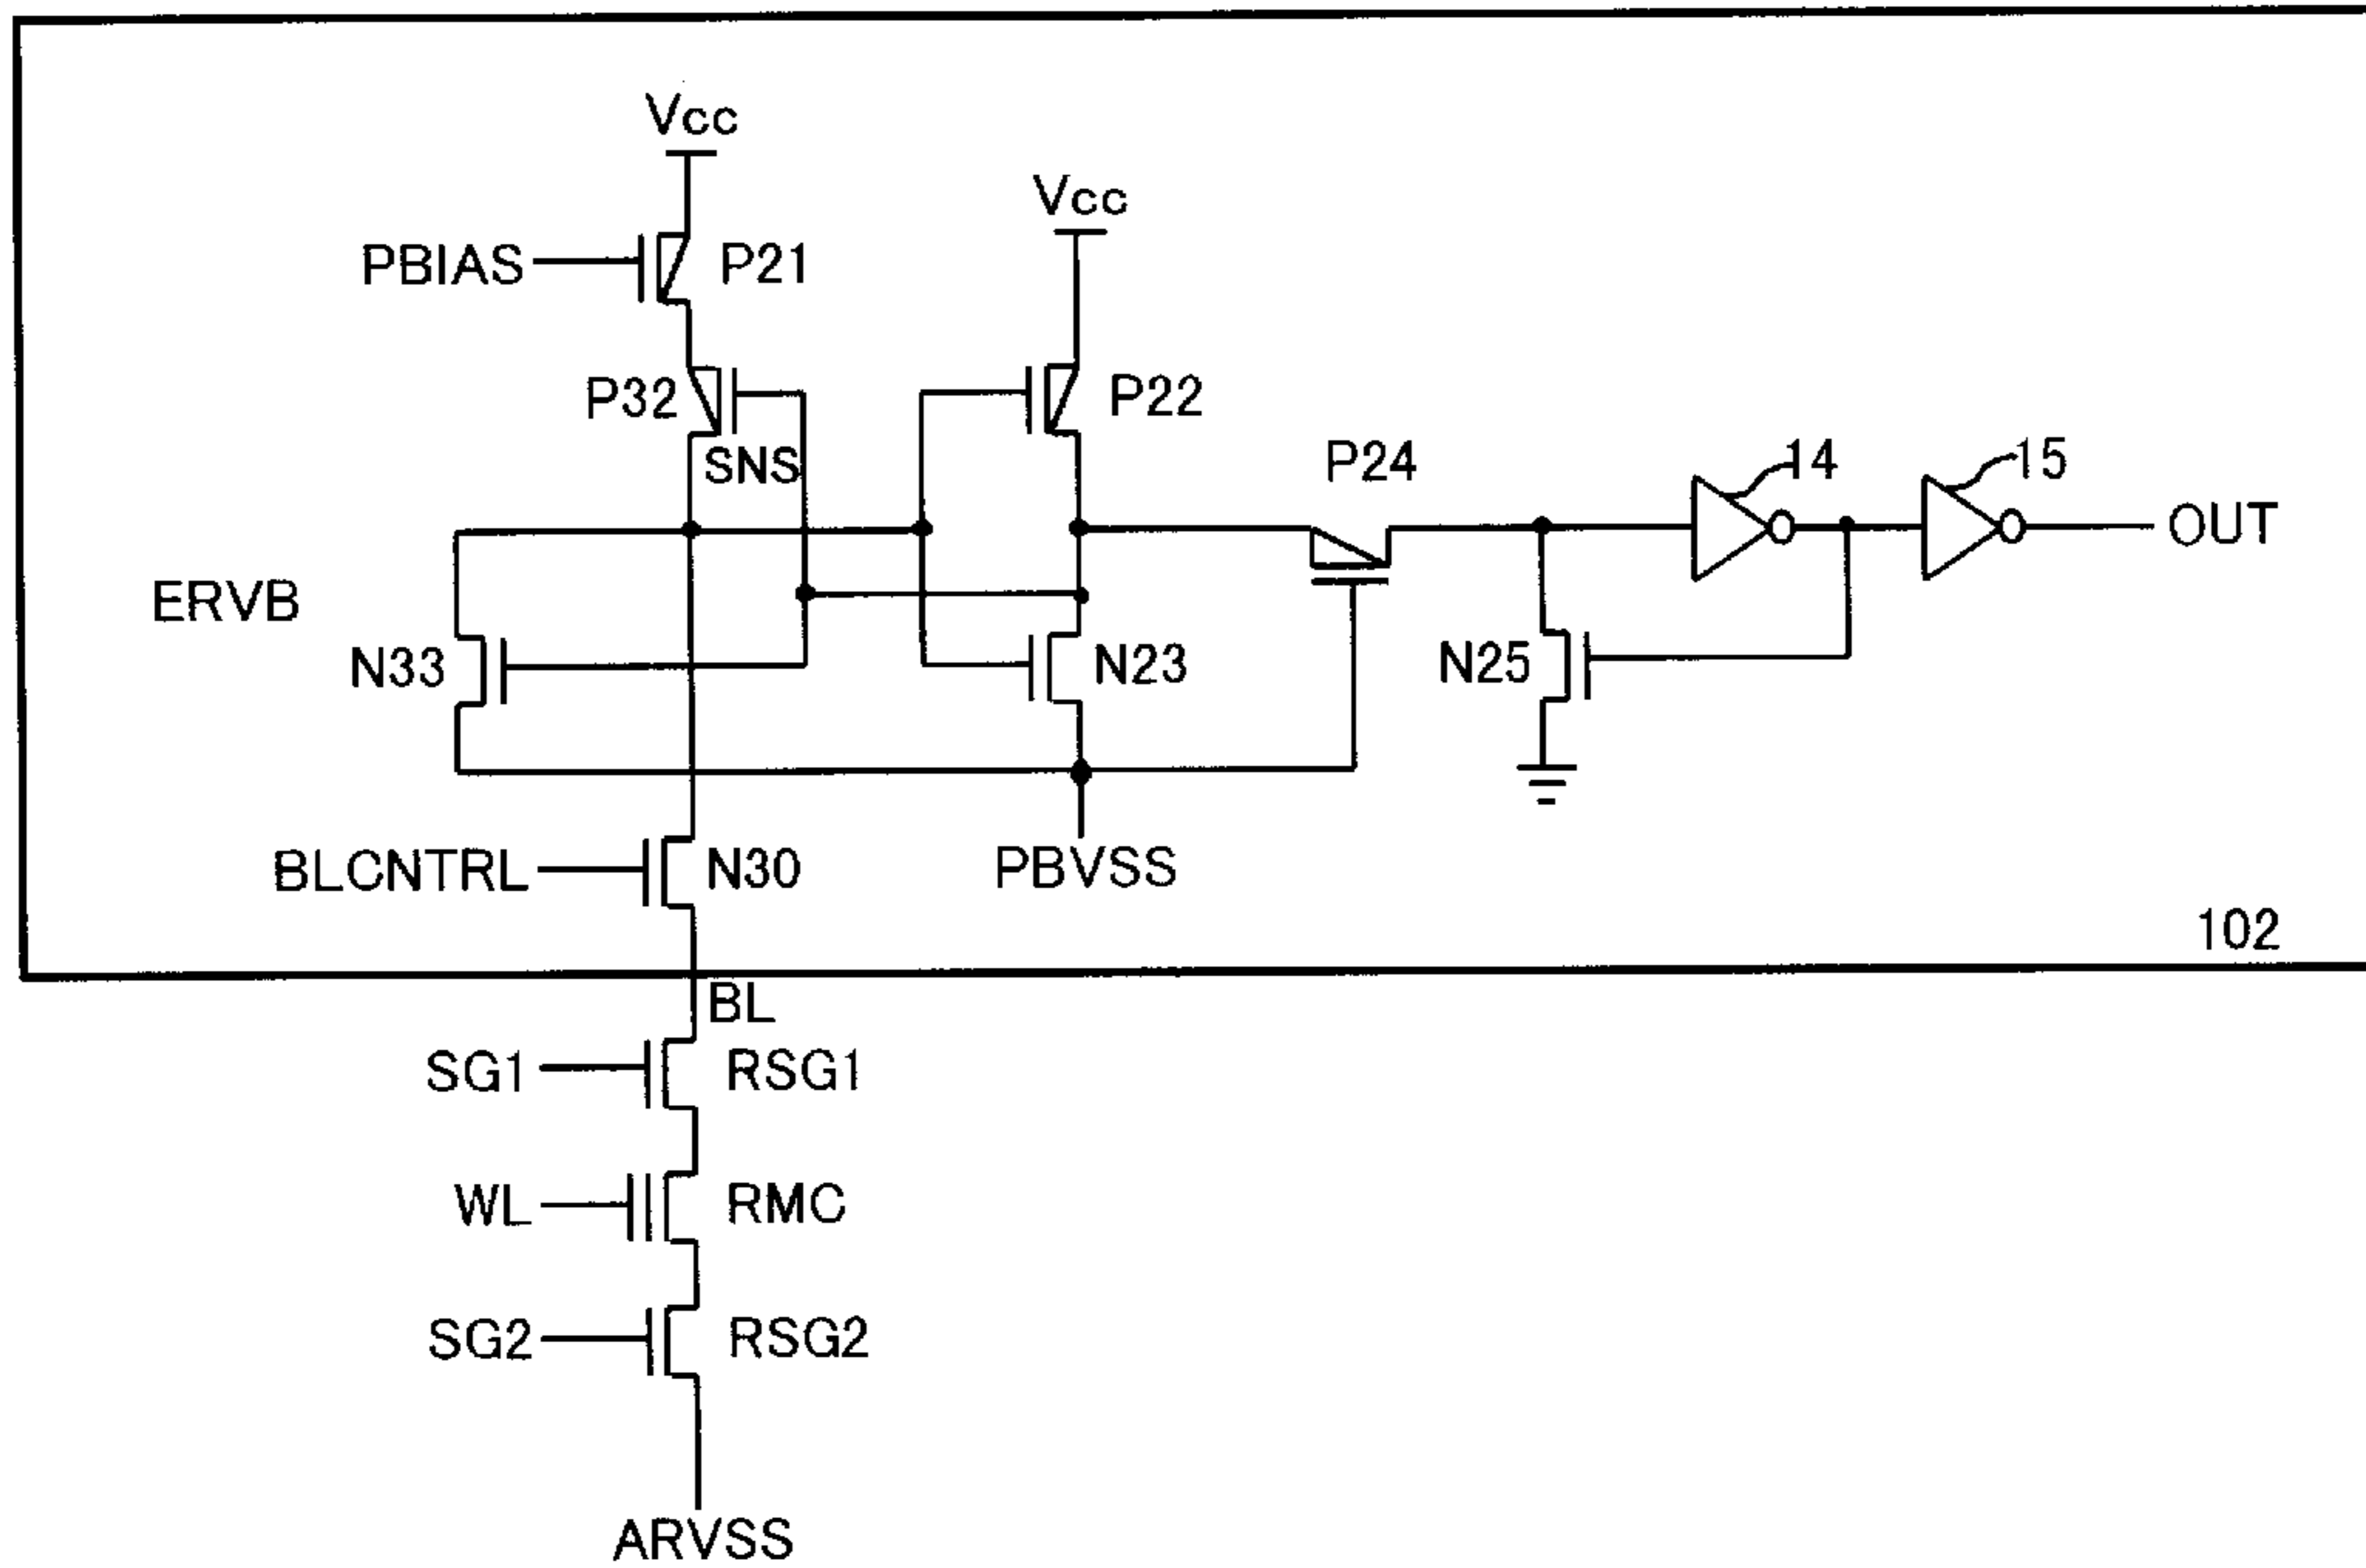 Vcc
Vcc
PBIAS
P21
P32
P22
SNS
P24
14
15
OUT
ERVB
N33
N23
N25
BLCNTRL
N30
PBVSS
102
BL
SG1
RSG1
WL
RMC
SG2
RSG2
ARVSS